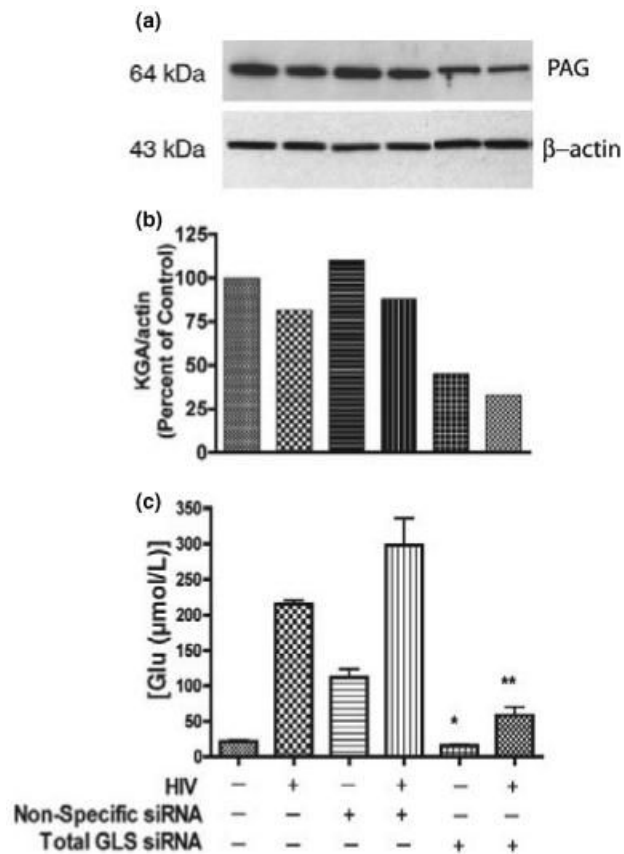 (a)
64 kDa PAG
43 kDa β–actin
(b)
KGA/actin
(Percent of Control)
125
100
75
50
25
0
(c)
[Glu (μmol/L)]
350
300
250
200
150
100
50
0
* **
HIV – + – + – +
Non-Specific siRNA – – + + – –
Total GLS siRNA – – – – + +